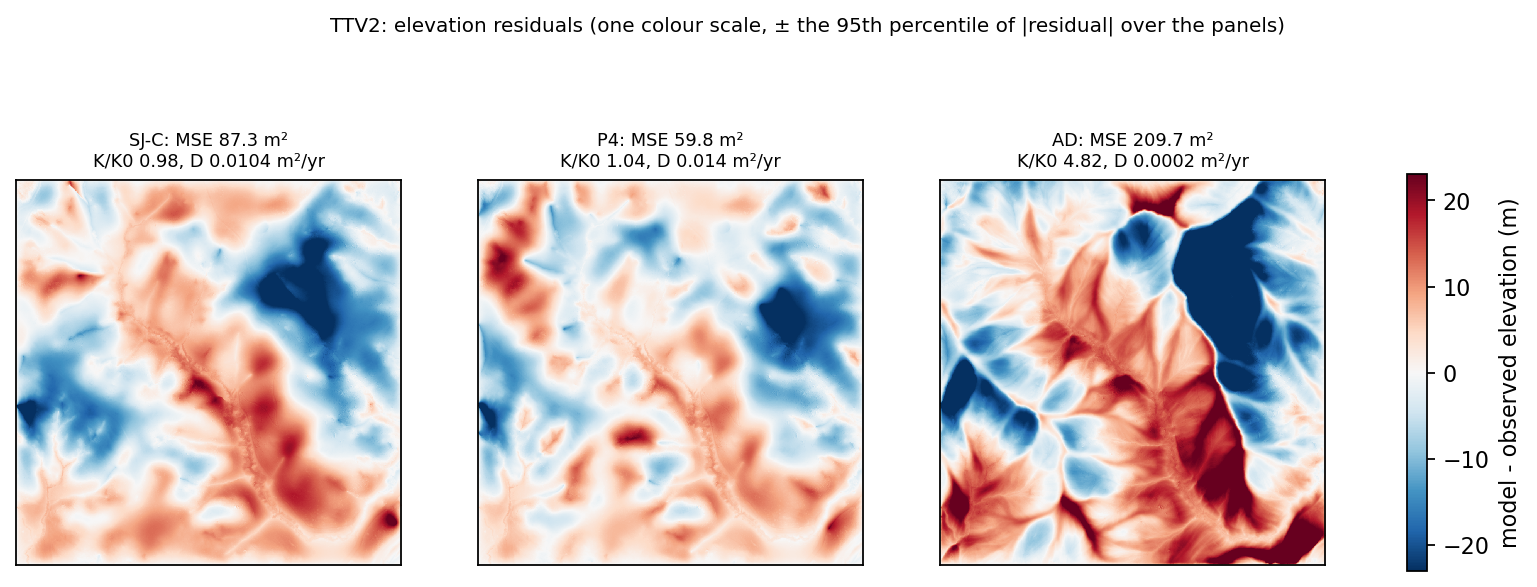 TTV2: elevation residuals (one colour scale, ± the 95th percentile of |residual| over the panels)
SJ-C: MSE 87.3 m²
K/K0 0.98, D 0.0104 m²/yr
P4: MSE 59.8 m²
K/K0 1.04, D 0.014 m²/yr
AD: MSE 209.7 m²
K/K0 4.82, D 0.0002 m²/yr
20
10
0
−10
−20
model - observed elevation (m)